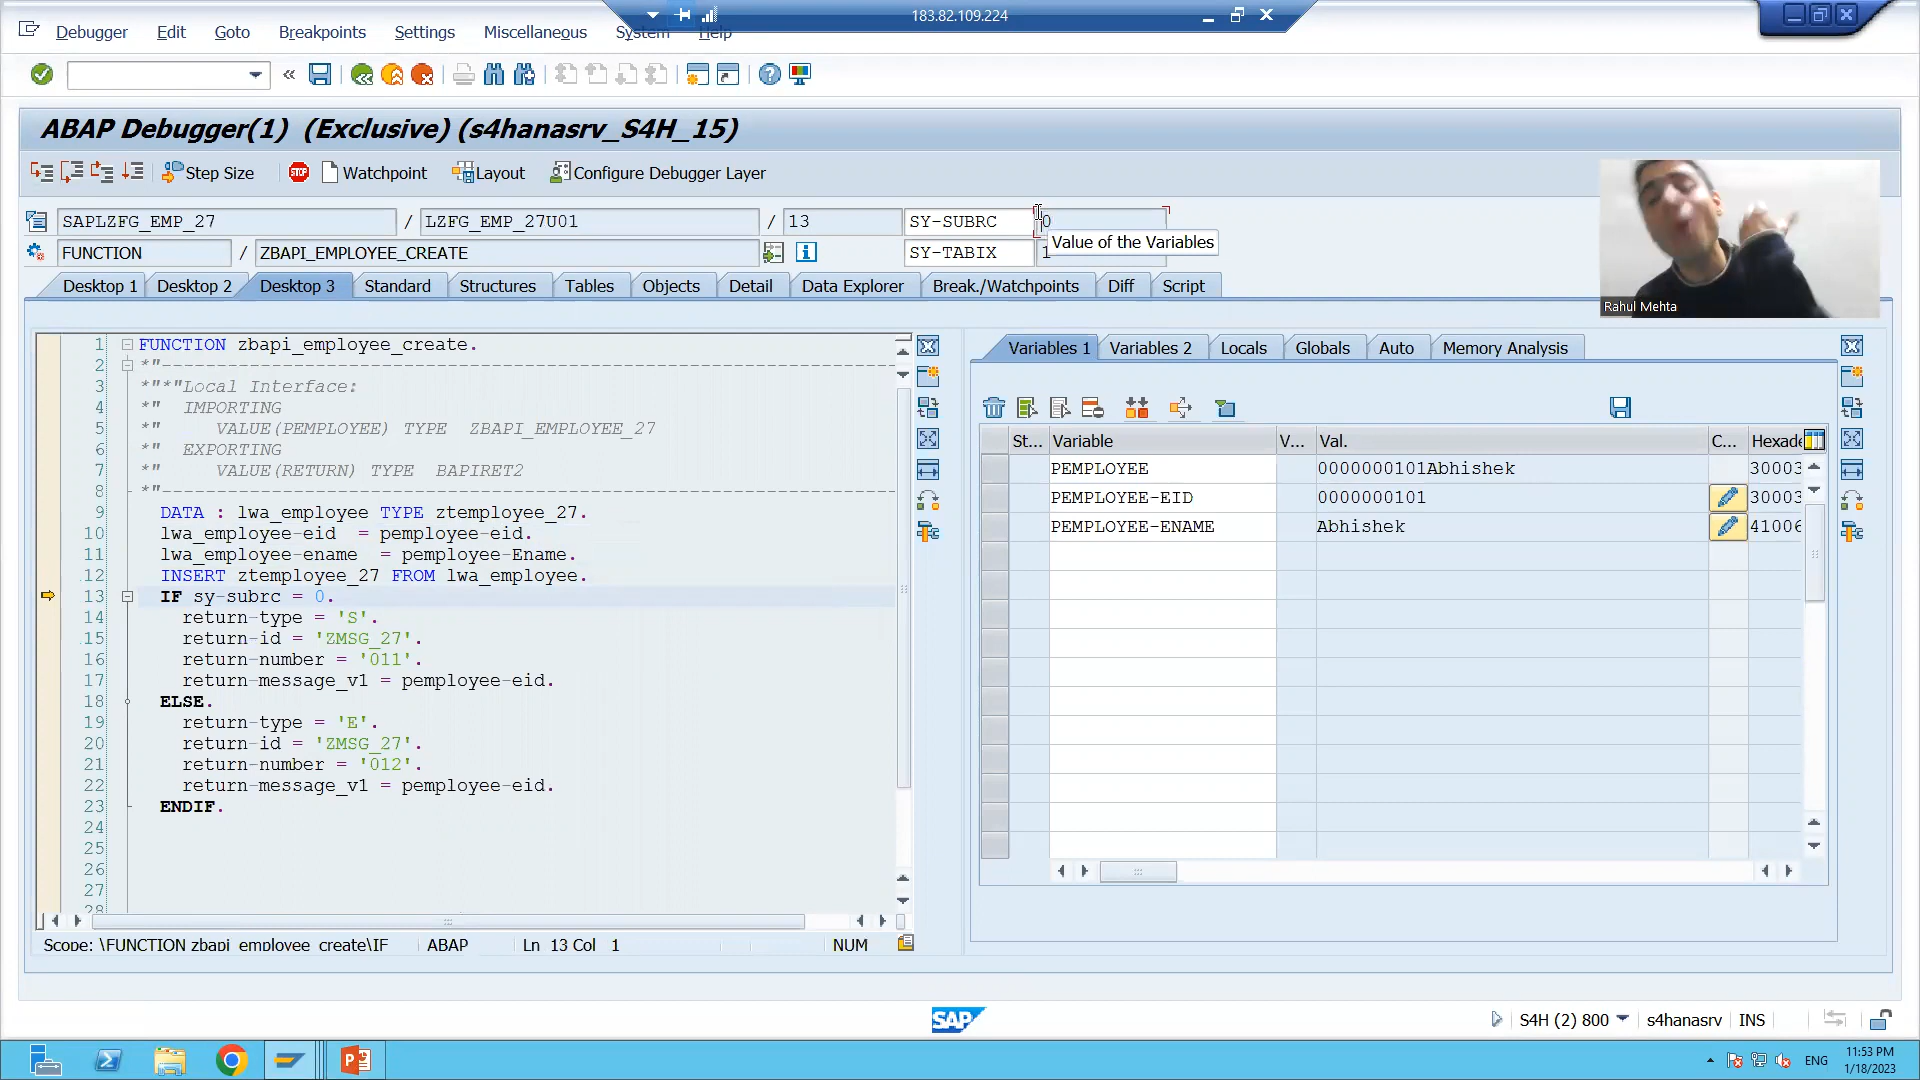 183.82.109.224
Debugger Edit Goto Breakpoints Settings Miscellaneous System Help
ABAP Debugger(1) (Exclusive) (s4hanasrv_S4H_15)
Step Size Watchpoint Layout Configure Debugger Layer
STOP
SAPLZFG_EMP_27 / LZFG_EMP_27U01 / 13 SY-SUBRC 0
Value of the Variables
FUNCTION / ZBAPI_EMPLOYEE_CREATE SY-TABIX 1
Rahul Mehta
Desktop 1 Desktop 2 Desktop 3 Standard Structures Tables Objects Detail Data Explorer Break./Watchpoints Diff Script
1 FUNCTION zbapi_employee_create.
2 *"----------------------------------------------------------------------
3 *"*"Local Interface:
4 *" IMPORTING
5 *" VALUE(PEMPLOYEE) TYPE ZBAPI_EMPLOYEE_27
6 *" EXPORTING
7 *" VALUE(RETURN) TYPE BAPIRET2
8 *"----------------------------------------------------------------------
9 DATA : lwa_employee TYPE ztemployee_27.
10 lwa_employee-eid = pemployee-eid.
11 lwa_employee-ename = pemployee-Ename.
12 INSERT ztemployee_27 FROM lwa_employee.
13 IF sy-subrc = 0.
14 return-type = 'S'.
15 return-id = 'ZMSG_27'.
16 return-number = '011'.
17 return-message_v1 = pemployee-eid.
18 ELSE.
19 return-type = 'E'.
20 return-id = 'ZMSG_27'.
21 return-number = '012'.
22 return-message_v1 = pemployee-eid.
23 ENDIF.
24
25
26
27
28
Scope: \FUNCTION zbapi_employee_create\IF ABAP Ln 13 Col 1 NUM
Variables 1 Variables 2 Locals Globals Auto Memory Analysis
St... Variable V... Val. C... Hexade
PEMPLOYEE 0000000101Abhishek 30003
PEMPLOYEE-EID 0000000101 30003
PEMPLOYEE-ENAME Abhishek 41006
SAP
S4H (2) 800 s4hanasrv INS
ENG
11:53 PM
1/18/2023